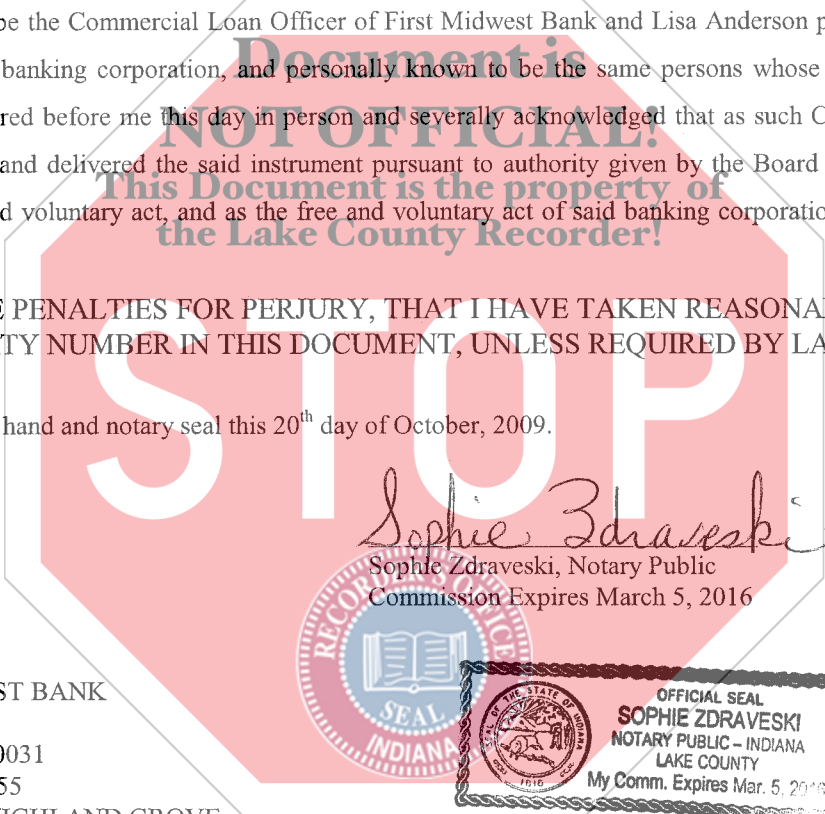 be the Commercial Loan Officer of First Midwest Bank and Lisa Anderson p
Document is
banking corporation, and personally known to be the same persons whose
NOT OFFICIAL!
red before me this day in person and severally acknowledged that as such C
and delivered the said instrument pursuant to authority given by the Board
This Document is the property of
d voluntary act, and as the free and voluntary act of said banking corporatio
the Lake County Recorder!
E PENALTIES FOR PERJURY, THAT I HAVE TAKEN REASONA
TY NUMBER IN THIS DOCUMENT, UNLESS REQUIRED BY LA
STOP
hand and notary seal this 20th day of October, 2009.
Sophie Zdraveski
Sophie Zdraveski, Notary Public
Commission Expires March 5, 2016
RECORDER'S OFFICE
SEAL
INDIANA
ST BANK
0031
55
HIGHLAND GROVE
SEAL OF THE STATE OF INDIANA
1816
OFFICIAL SEAL
SOPHIE ZDRAVESKI
NOTARY PUBLIC – INDIANA
LAKE COUNTY
My Comm. Expires Mar. 5, 2016